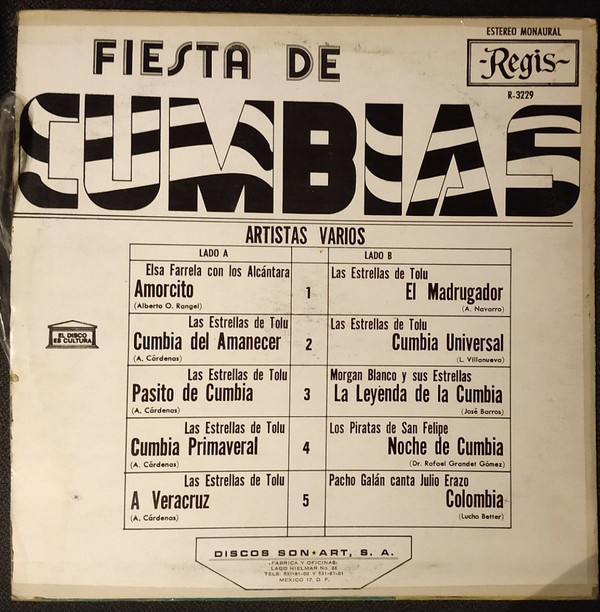 ESTEREO MONAURAL
FIESTA DE
-Regis-
R-3229
CUMBIAS
ARTISTAS VARIOS
LADO A
LADO B
Elsa Farrela con los Alcántara
Amorcito
(Alberto O. Rangel)
1
Las Estrellas de Tolu
El Madrugador
(A. Navarro)
Las Estrellas de Tolu
Cumbia del Amanecer
(A. Cárdenas)
2
Las Estrellas de Tolu
Cumbia Universal
(L. Villanueva)
EL DISCO
ES CULTURA
Las Estrellas de Tolu
Pasito de Cumbia
(A. Cárdenas)
3
Morgan Blanco y sus Estrellas
La Leyenda de la Cumbia
(José Barros)
Las Estrellas de Tolu
Cumbia Primaveral
(A. Cárdenas)
4
Los Piratas de San Felipe
Noche de Cumbia
(Dr. Rafael Grandet Gómez)
Las Estrellas de Tolu
A Veracruz
(A. Cárdenas)
5
Pacho Galán canta Julio Erazo
Colombia
(Lucho Better)
DISCOS SON★ART, S. A.
FABRICA Y OFICINAS:
LAGO HIELMAR No. 28
MEXICO 17, D. F.